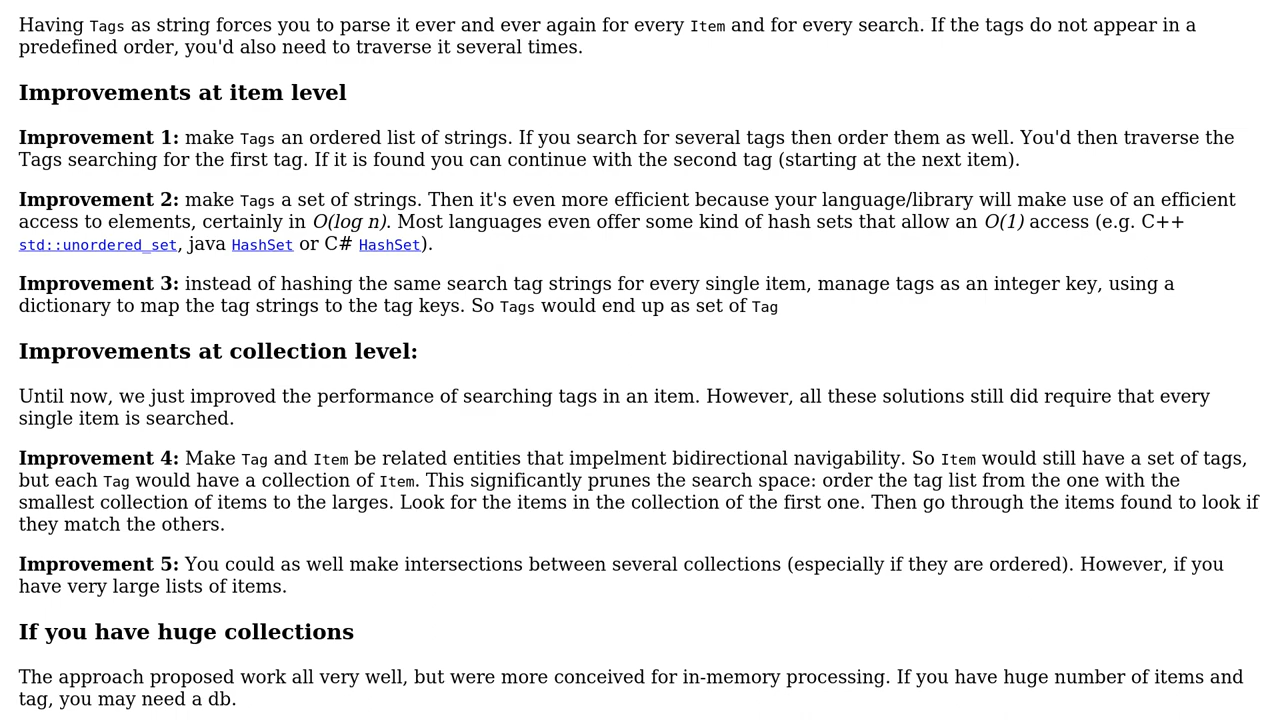 Having Tags as string forces you to parse it ever and ever again for every Item and for every search. If the tags do not appear in a
predefined order, you'd also need to traverse it several times.
Improvements at item level
Improvement 1: make Tags an ordered list of strings. If you search for several tags then order them as well. You'd then traverse the
Tags searching for the first tag. If it is found you can continue with the second tag (starting at the next item).
Improvement 2: make Tags a set of strings. Then it's even more efficient because your language/library will make use of an efficient
access to elements, certainly in O(log n). Most languages even offer some kind of hash sets that allow an O(1) access (e.g. C++
std::unordered_set, java HashSet or C# HashSet).
Improvement 3: instead of hashing the same search tag strings for every single item, manage tags as an integer key, using a
dictionary to map the tag strings to the tag keys. So Tags would end up as set of Tag
Improvements at collection level:
Until now, we just improved the performance of searching tags in an item. However, all these solutions still did require that every
single item is searched.
Improvement 4: Make Tag and Item be related entities that impelment bidirectional navigability. So Item would still have a set of tags,
but each Tag would have a collection of Item. This significantly prunes the search space: order the tag list from the one with the
smallest collection of items to the larges. Look for the items in the collection of the first one. Then go through the items found to look if
they match the others.
Improvement 5: You could as well make intersections between several collections (especially if they are ordered). However, if you
have very large lists of items.
If you have huge collections
The approach proposed work all very well, but were more conceived for in-memory processing. If you have huge number of items and
tag, you may need a db.